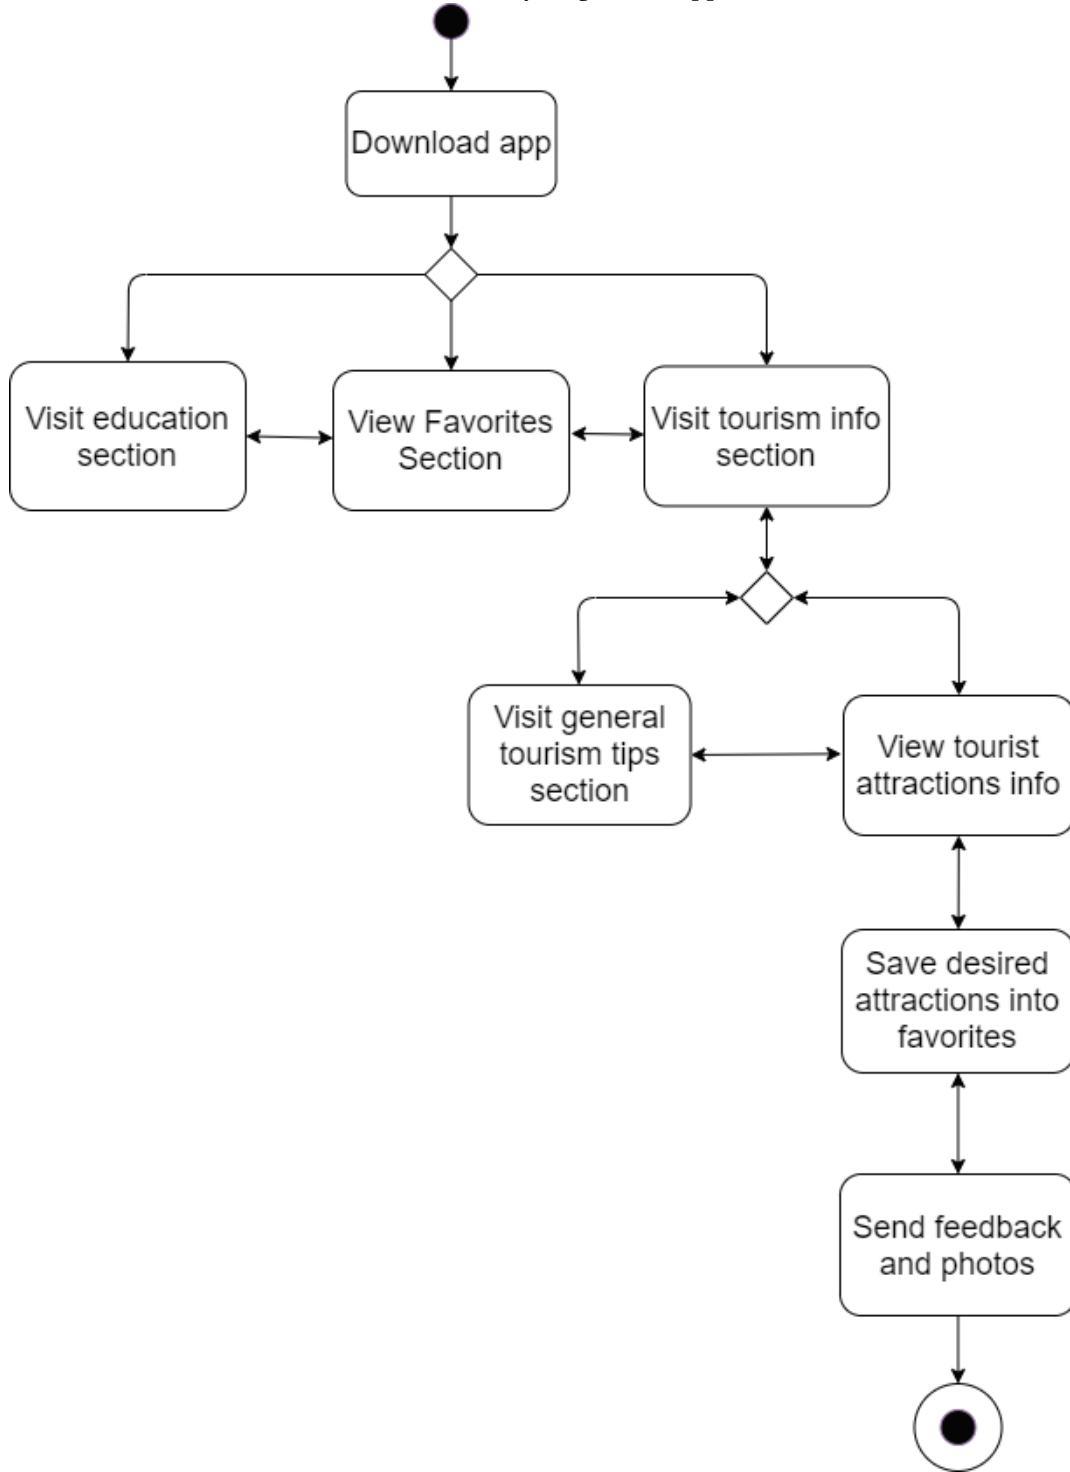 Download app
Visit education
section
View Favorites
Section
Visit tourism info
section
Visit general
tourism tips
section
View tourist
attractions info
Save desired
attractions into
favorites
Send feedback
and photos